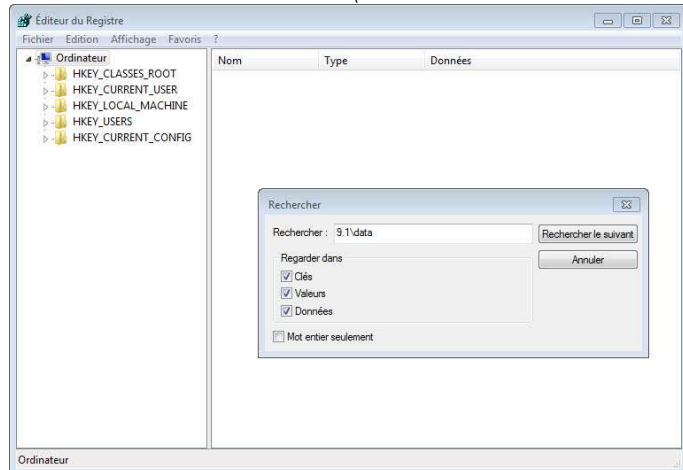 Éditeur du Registre
Fichier Edition Affichage Favoris ?
Ordinateur
HKEY_CLASSES_ROOT
HKEY_CURRENT_USER
HKEY_LOCAL_MACHINE
HKEY_USERS
HKEY_CURRENT_CONFIG
Nom Type Données
Rechercher
Rechercher : 9.1\data
Rechercher le suivant
Annuler
Regarder dans
Clés
Valeurs
Données
Mot entier seulement
Ordinateur